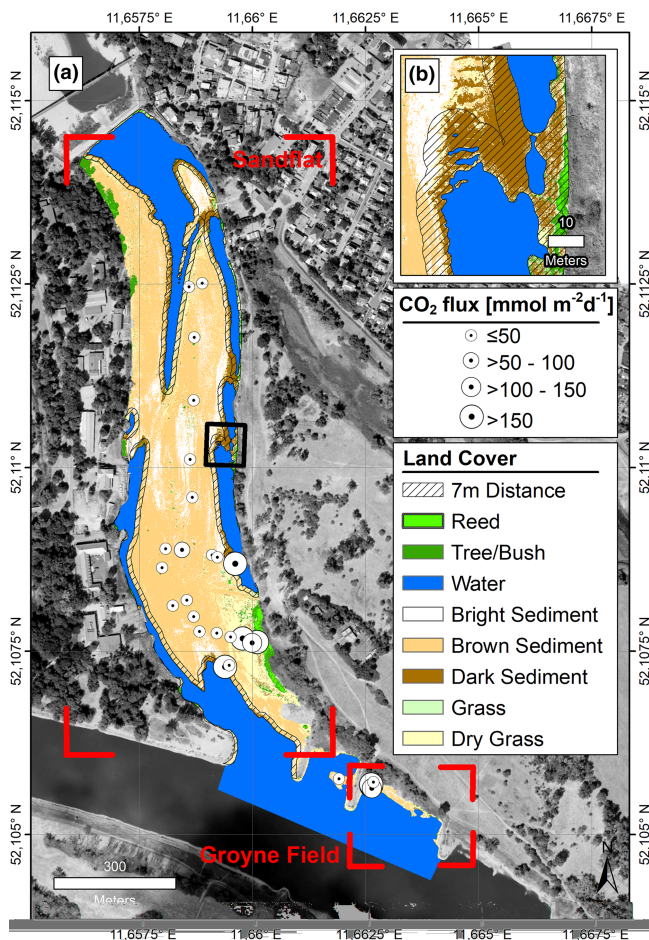 11,6575° E 11,66° E 11,6625° E 11,665° E 11,6675° E
(a)
(b)
52,115° N
52,115° N
Sandflat
10
Meters
52,1125° N
52,1125° N
CO₂ flux [mmol m⁻²d⁻¹]
≤50
>50 - 100
>100 - 150
>150
52,11° N
52,11° N
Land Cover
7m Distance
Reed
Tree/Bush
Water
Bright Sediment
Brown Sediment
Dark Sediment
Grass
Dry Grass
52,1075° N
52,1075° N
52,105° N
52,105° N
Groyne Field
300
Meters
N
11,6575° E 11,66° E 11,6625° E 11,665° E 11,6675° E